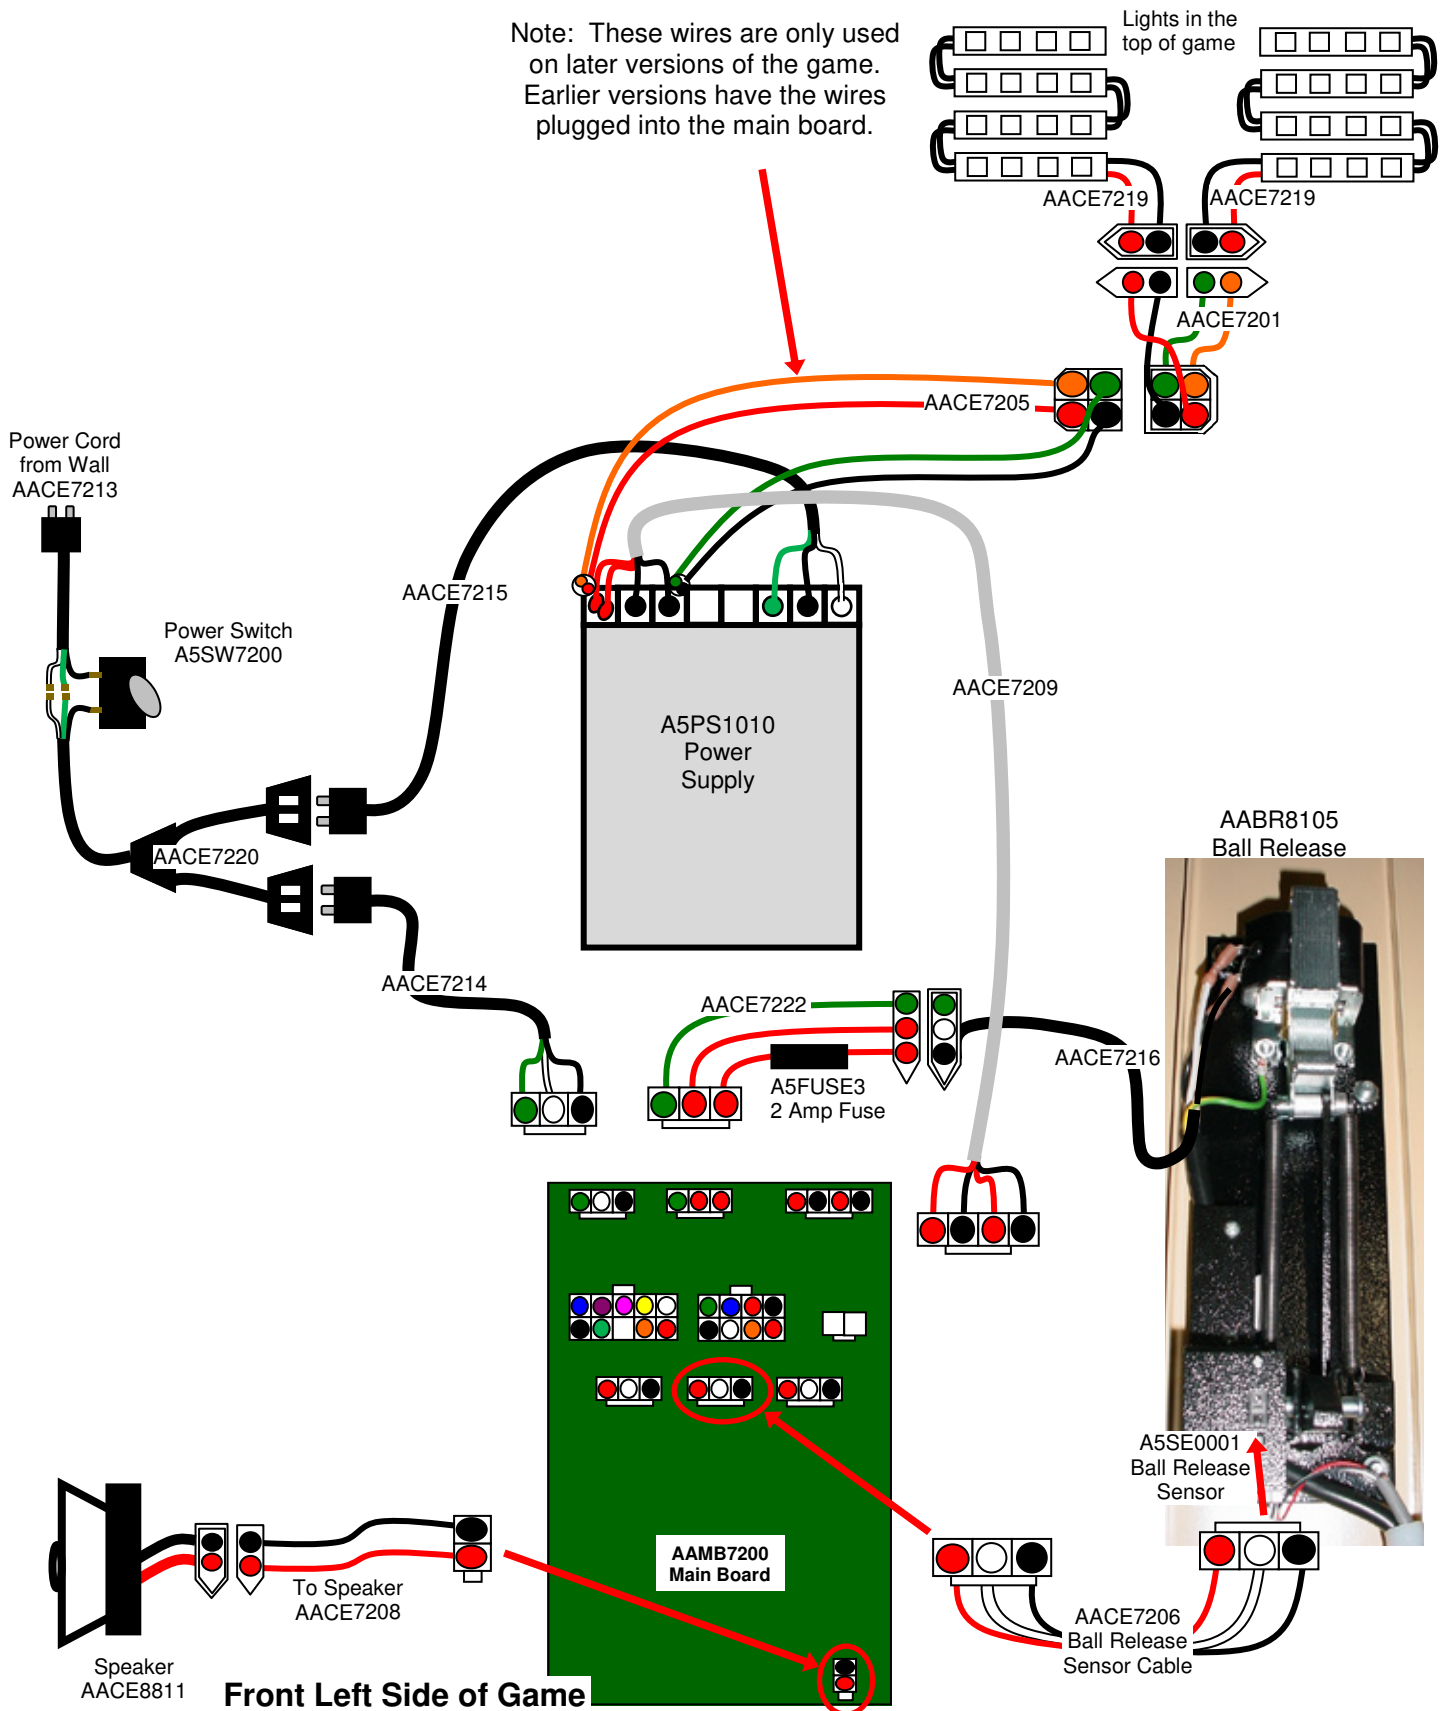 Note:  These wires are only used
on later versions of the game.
Earlier versions have the wires
plugged into the main board.
Lights in the
top of game
AACE7219
AACE7219
AACE7201
AACE7205
Power Cord
from Wall
AACE7213
AACE7215
Power Switch
A5SW7200
AACE7209
A5PS1010
Power
Supply
AABR8105
Ball Release
AACE7220
AACE7214
AACE7222
AACE7216
A5FUSE3
2 Amp Fuse
A5SE0001
Ball Release
Sensor
AAMB7200
Main Board
To Speaker
AACE7208
AACE7206
Ball Release
Sensor Cable
Speaker
AACE8811
Front Left Side of Game